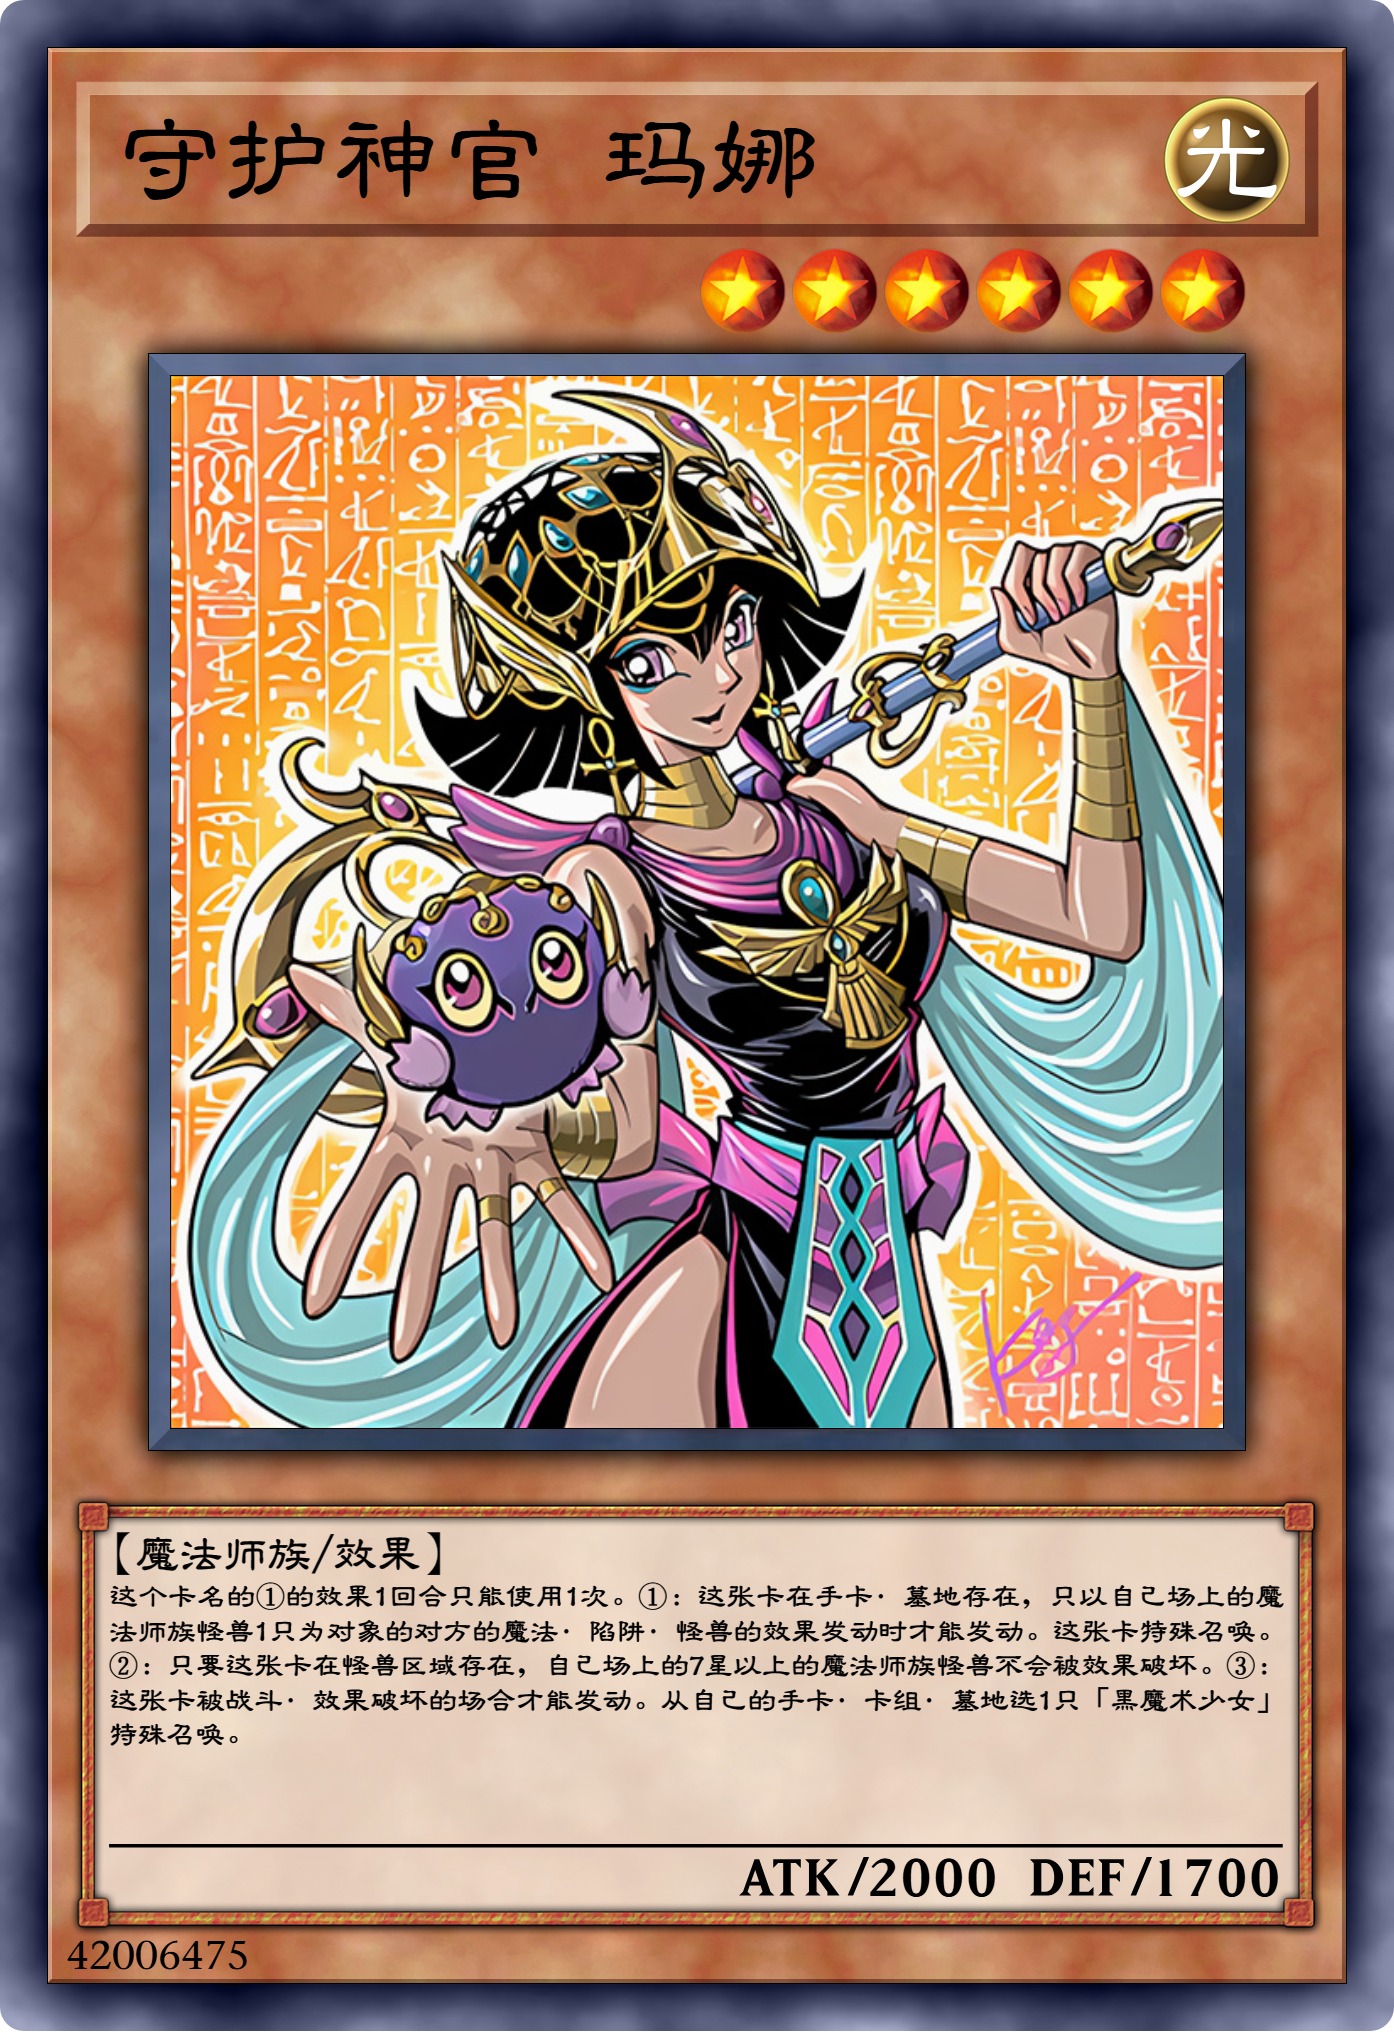 守护神官 玛娜
光
【魔法师族/效果】
这个卡名的①的效果1回合只能使用1次。①：这张卡在手卡·墓地存在，只以自己场上的魔
法师族怪兽1只为对象的对方的魔法·陷阱·怪兽的效果发动时才能发动。这张卡特殊召唤。
②：只要这张卡在怪兽区域存在，自己场上的7星以上的魔法师族怪兽不会被效果破坏。③：
这张卡被战斗·效果破坏的场合才能发动。从自己的手卡·卡组·墓地选1只「黑魔术少女」
特殊召唤。
ATK/2000 DEF/1700
42006475